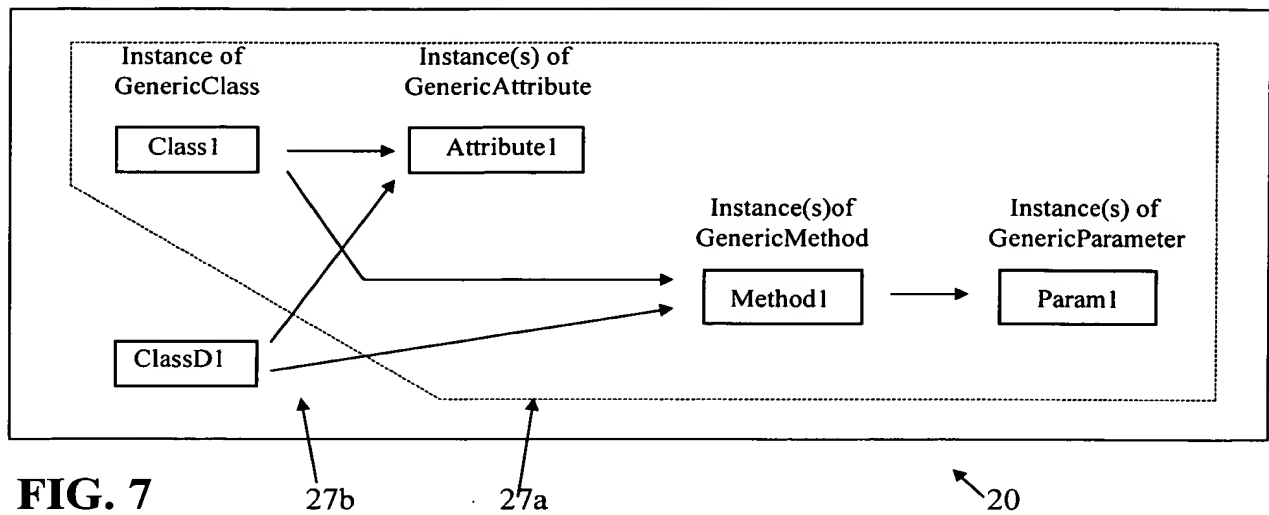 Instance of
GenericClass
Instance(s) of
GenericAttribute
Class1
Attribute1
Instance(s)of
GenericMethod
Instance(s) of
GenericParameter
Method1
Param1
ClassD1
FIG. 7
27b
27a
20